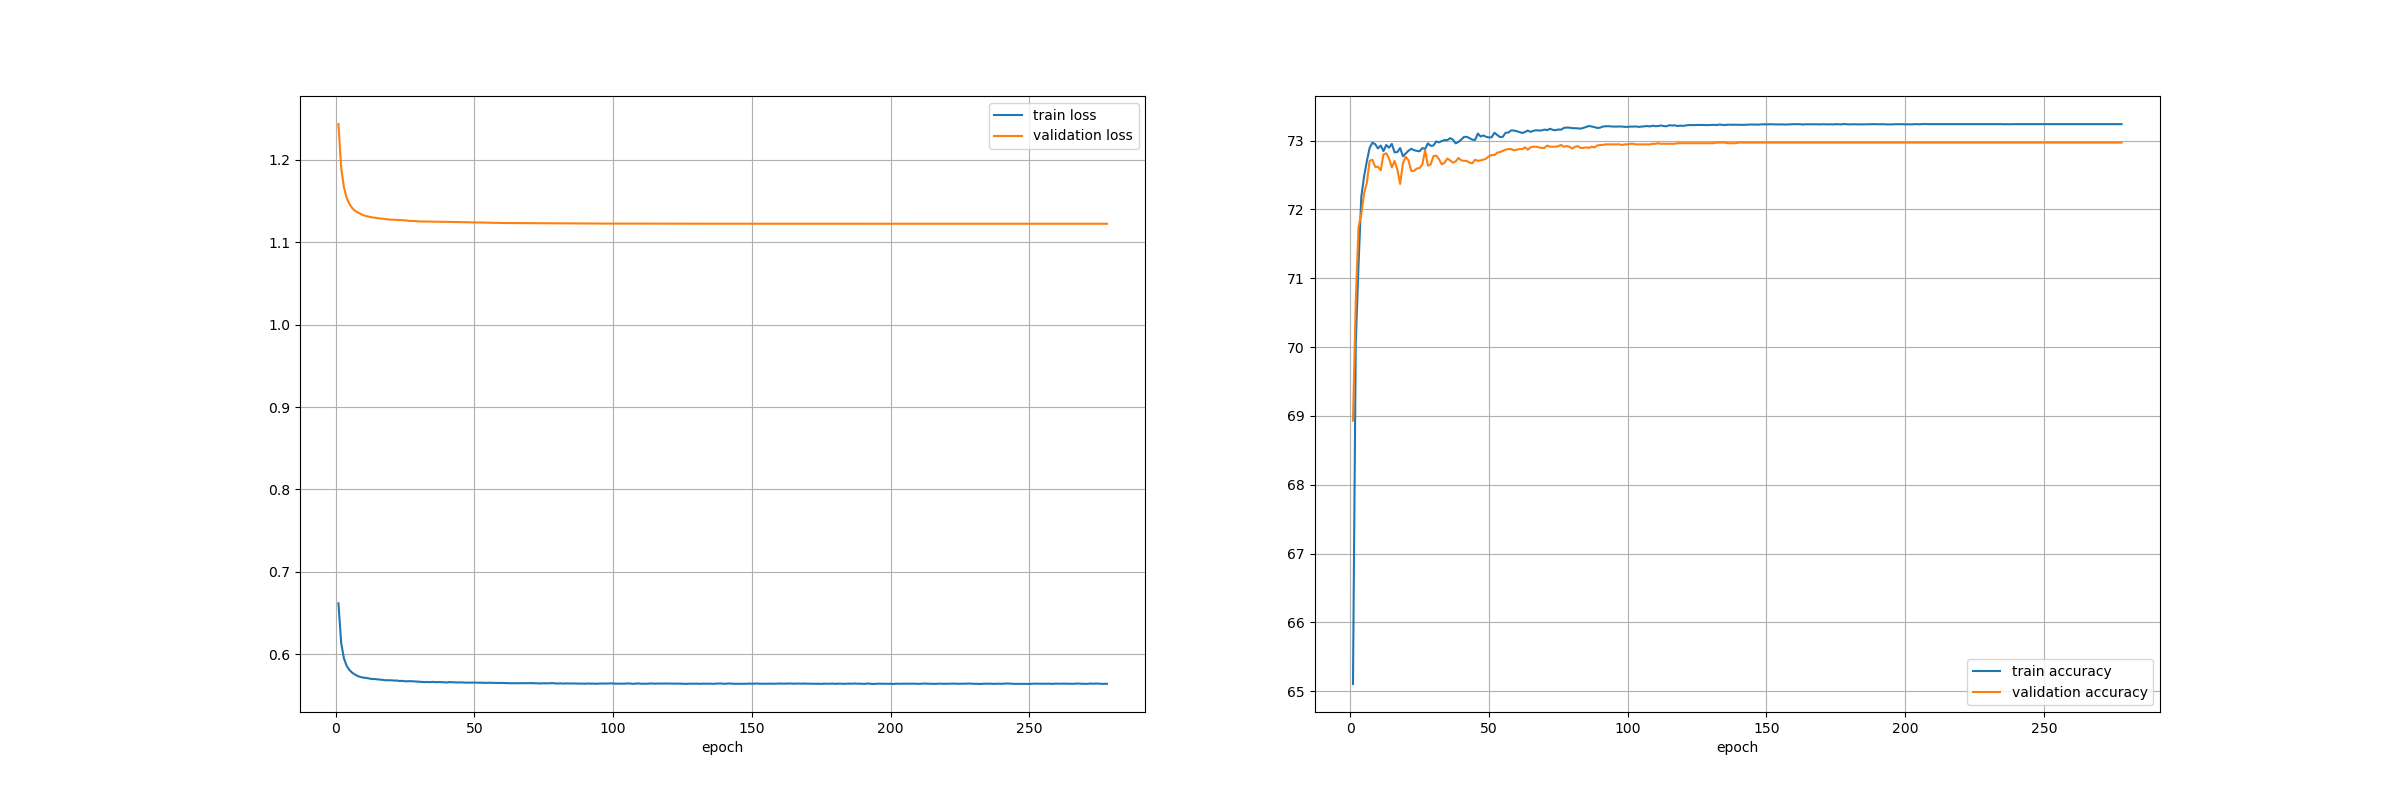 train loss
validation loss
1.2
1.1
1.0
0.9
0.8
0.7
0.6
0 50 100 150 200 250
epoch
73
72
71
70
69
68
67
66
65
train accuracy
validation accuracy
0 50 100 150 200 250
epoch